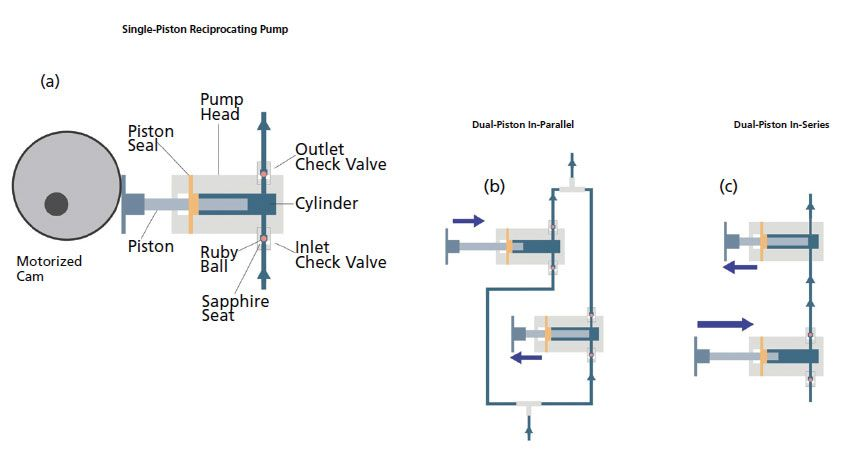 Single-Piston Reciprocating Pump
(a)
Pump
Head
Piston
Seal
Outlet
Check Valve
Cylinder
Piston
Ruby
Ball
Inlet
Check Valve
Motorized
Cam
Sapphire
Seat
Dual-Piston In-Parallel
(b)
Dual-Piston In-Series
(c)